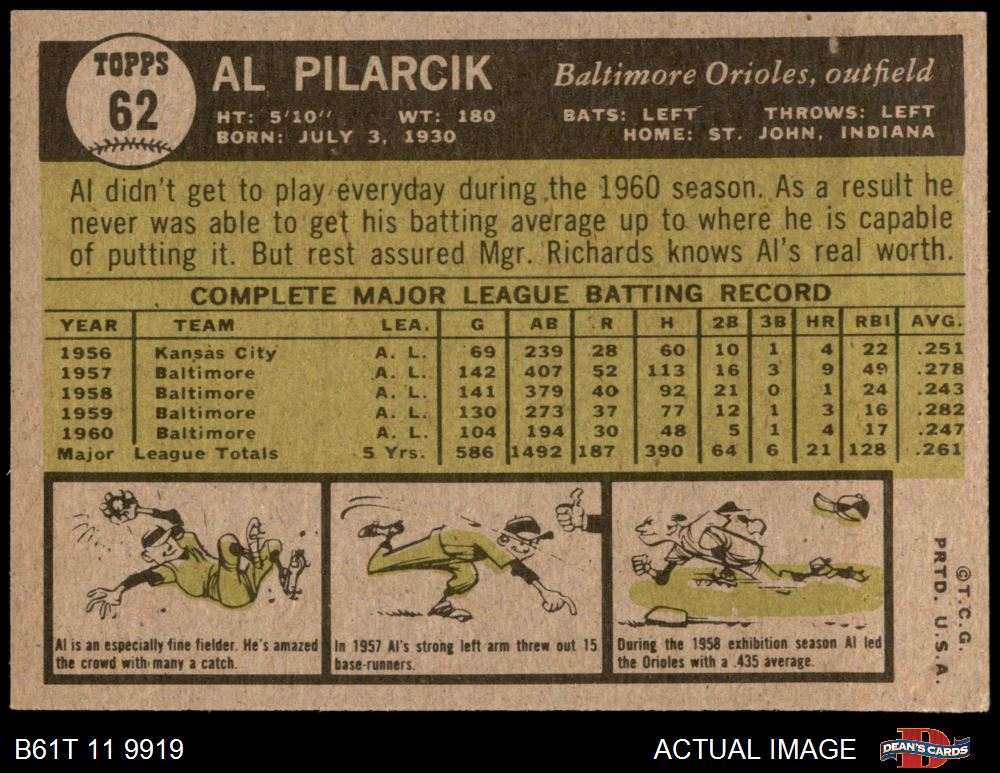 TOPPS
62
AL PILARCIK
Baltimore Orioles, outfield
HT: 5'10" WT: 180 BATS: LEFT THROWS: LEFT
BORN: JULY 3, 1930 HOME: ST. JOHN, INDIANA
Al didn't get to play everyday during the 1960 season. As a result he
never was able to get his batting average up to where he is capable
of putting it. But rest assured Mgr. Richards knows Al's real worth.
COMPLETE MAJOR LEAGUE BATTING RECORD
YEAR TEAM LEA. G AB R H 2B 3B HR RBI AVG.
1956 Kansas City A. L. 69 239 28 60 10 1 4 22 .251
1957 Baltimore A. L. 142 407 52 113 16 3 9 49 .278
1958 Baltimore A. L. 141 379 40 92 21 0 1 24 .243
1959 Baltimore A. L. 130 273 37 77 12 1 3 16 .282
1960 Baltimore A. L. 104 194 30 48 5 1 4 17 .247
Major League Totals 5 Yrs. 586 1492 187 390 64 6 21 128 .261
Al is an especially fine fielder. He's amazed
the crowd with many a catch.
In 1957 Al's strong left arm threw out 15
base-runners.
During the 1958 exhibition season Al led
the Orioles with a .435 average.
©T.C.G.
PRTD. U.S.A.
B61T 11 9919
ACTUAL IMAGE
DEAN'S CARDS